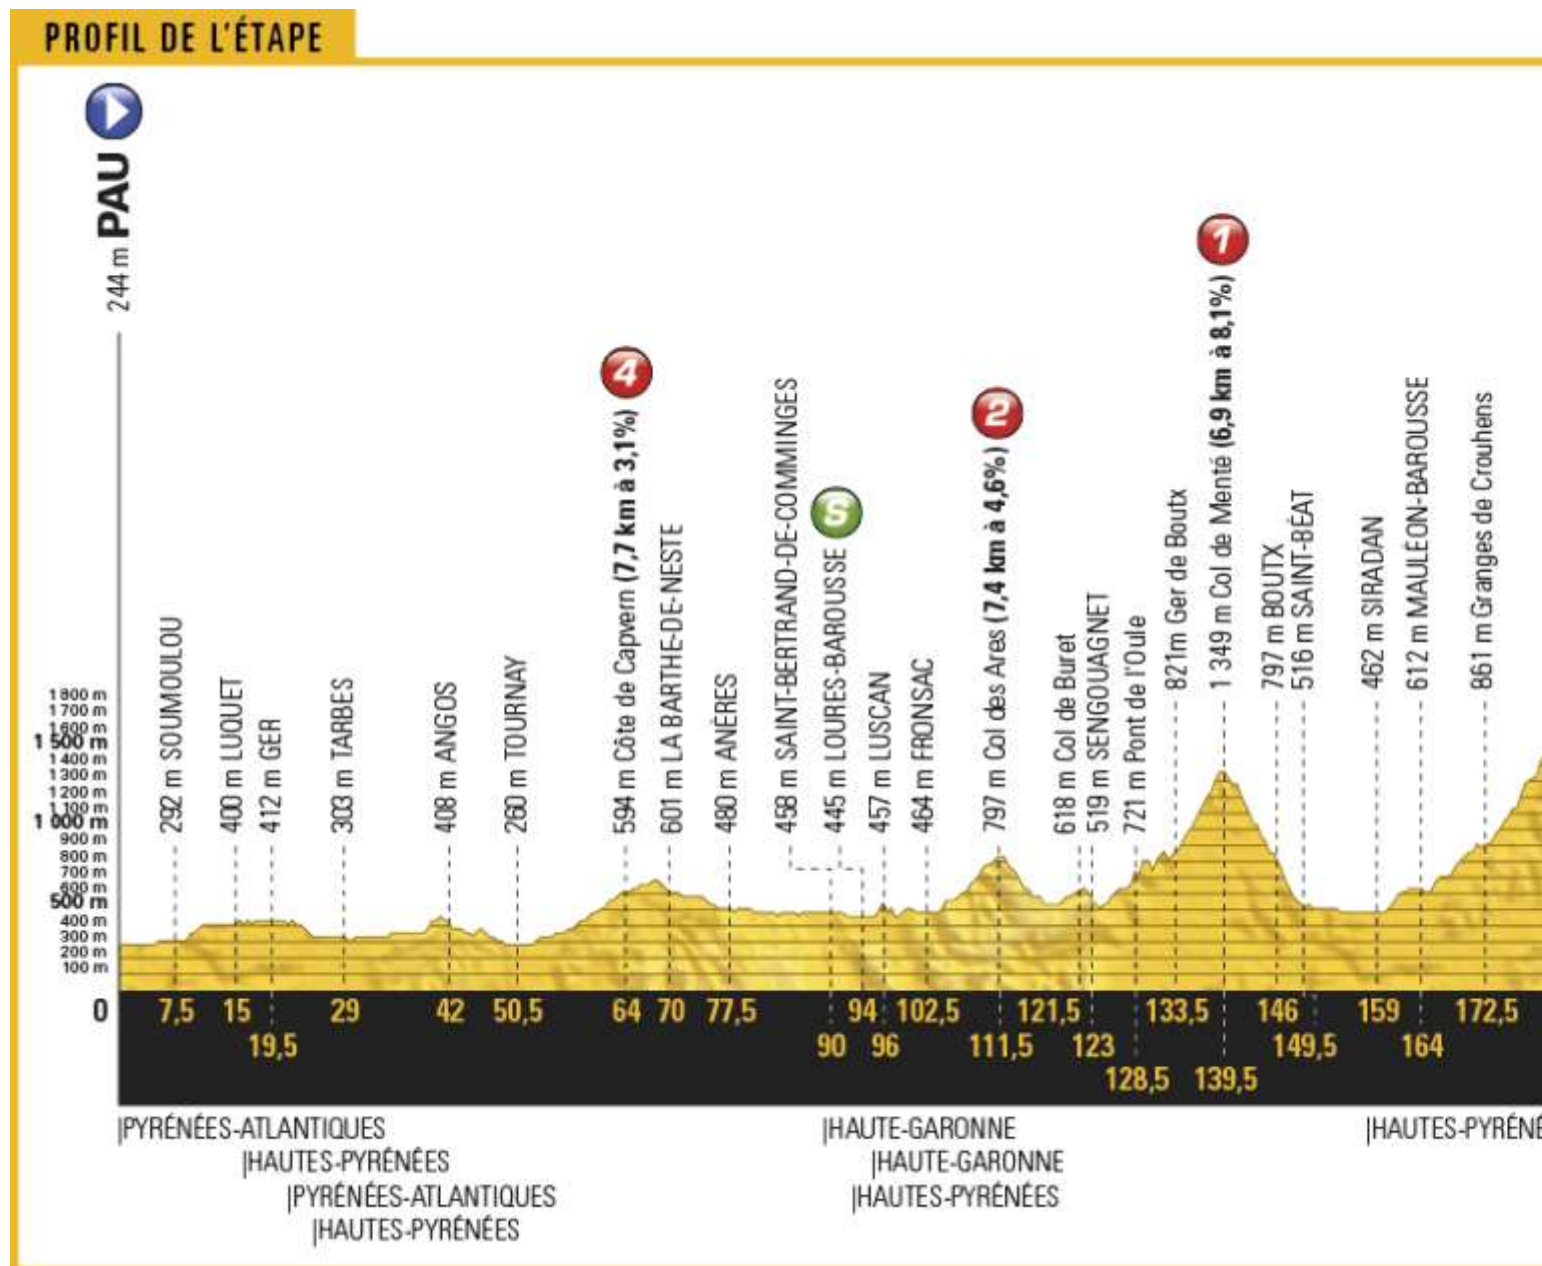 PROFIL DE L'ÉTAPE
244 m PAU
292 m SOUMOULOU
400 m LUQUET
412 m GER
303 m TARBES
408 m ANGOS
260 m TOURNAY
4
594 m Côte de Capvern (7,7 km à 3,1%)
601 m LA BARTHE-DE-NESTE
480 m ANÈRES
458 m SAINT-BERTRAND-DE-COMMINGES
S
445 m LOURES-BAROUSSE
457 m LUSCAN
464 m FRONSAC
2
797 m Col des Ares (7,4 km à 4,6%)
618 m Col de Buret
519 m SENGOUAGNET
721 m Pont de l'Oule
821m Ger de Boutx
1
1 349 m Col de Menté (6,9 km à 8,1%)
797 m BOUTX
516 m SAINT-BÉAT
462 m SIRADAN
612 m MAULÉON-BAROUSSE
861 m Granges de Crouhens
1800 m
1700 m
1600 m
1 500 m
1400 m
1300 m
1200 m
1100 m
1 000 m
900 m
800 m
700 m
600 m
500 m
400 m
300 m
200 m
100 m
0
7,5 15 29 42 50,5 64 70 77,5 94 102,5 121,5 133,5 146 159 172,5
19,5 90 96 111,5 123 149,5 164
128,5 139,5
|PYRÉNÉES-ATLANTIQUES |HAUTE-GARONNE |HAUTES-PYRÉNÉ
|HAUTES-PYRÉNÉES |HAUTE-GARONNE
|PYRÉNÉES-ATLANTIQUES |HAUTES-PYRÉNÉES
|HAUTES-PYRÉNÉES